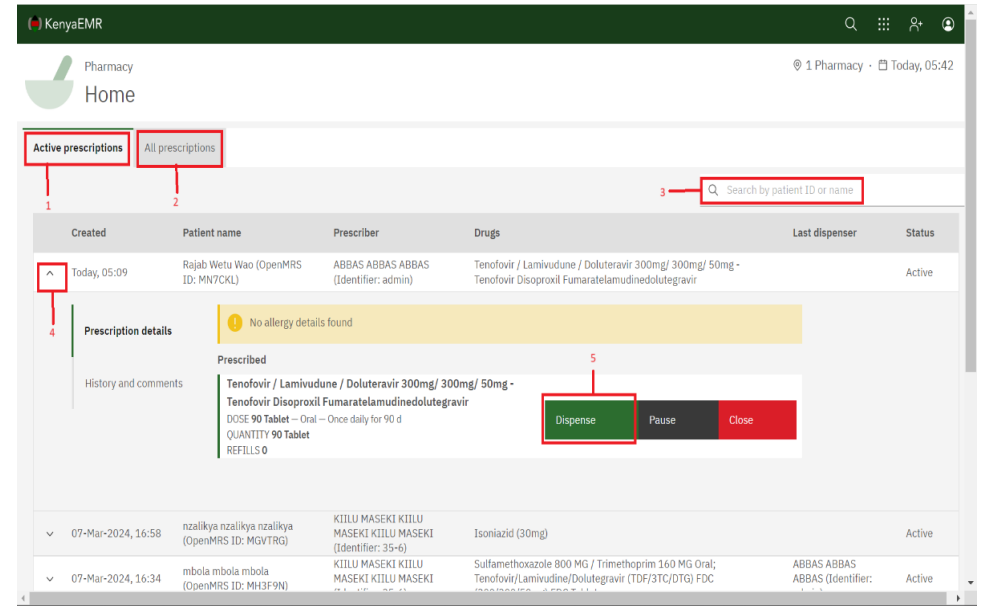 KenyaEMR
Pharmacy
Home
1 Pharmacy · Today, 05:42
Active prescriptions
All prescriptions
1
2
3
Search by patient ID or name
Created Patient name Prescriber Drugs Last dispenser Status
Today, 05:09
Rajab Wetu Wao (OpenMRS
ID: MN7CKL)
ABBAS ABBAS ABBAS
(Identifier: admin)
Tenofovir / Lamivudune / Doluteravir 300mg/ 300mg/ 50mg -
Tenofovir Disoproxil Fumaratelamudinedolutegravir
Active
4
Prescription details
History and comments
No allergy details found
Prescribed
5
Tenofovir / Lamivudune / Doluteravir 300mg/ 300mg/ 50mg -
Tenofovir Disoproxil Fumaratelamudinedolutegravir
DOSE 90 Tablet — Oral — Once daily for 90 d
QUANTITY 90 Tablet
REFILLS 0
Dispense
Pause
Close
07-Mar-2024, 16:58
nzalikya nzalikya nzalikya
(OpenMRS ID: MGVTRG)
KIILU MASEKI KIILU
MASEKI KIILU MASEKI
(Identifier: 35-6)
Isoniazid (30mg)
Active
07-Mar-2024, 16:34
mbola mbola mbola
(OpenMRS ID: MH3F9N)
KIILU MASEKI KIILU
MASEKI KIILU MASEKI
Sulfamethoxazole 800 MG / Trimethoprim 160 MG Oral;
Tenofovir/Lamivudine/Dolutegravir (TDF/3TC/DTG) FDC
ABBAS ABBAS
ABBAS (Identifier:
Active